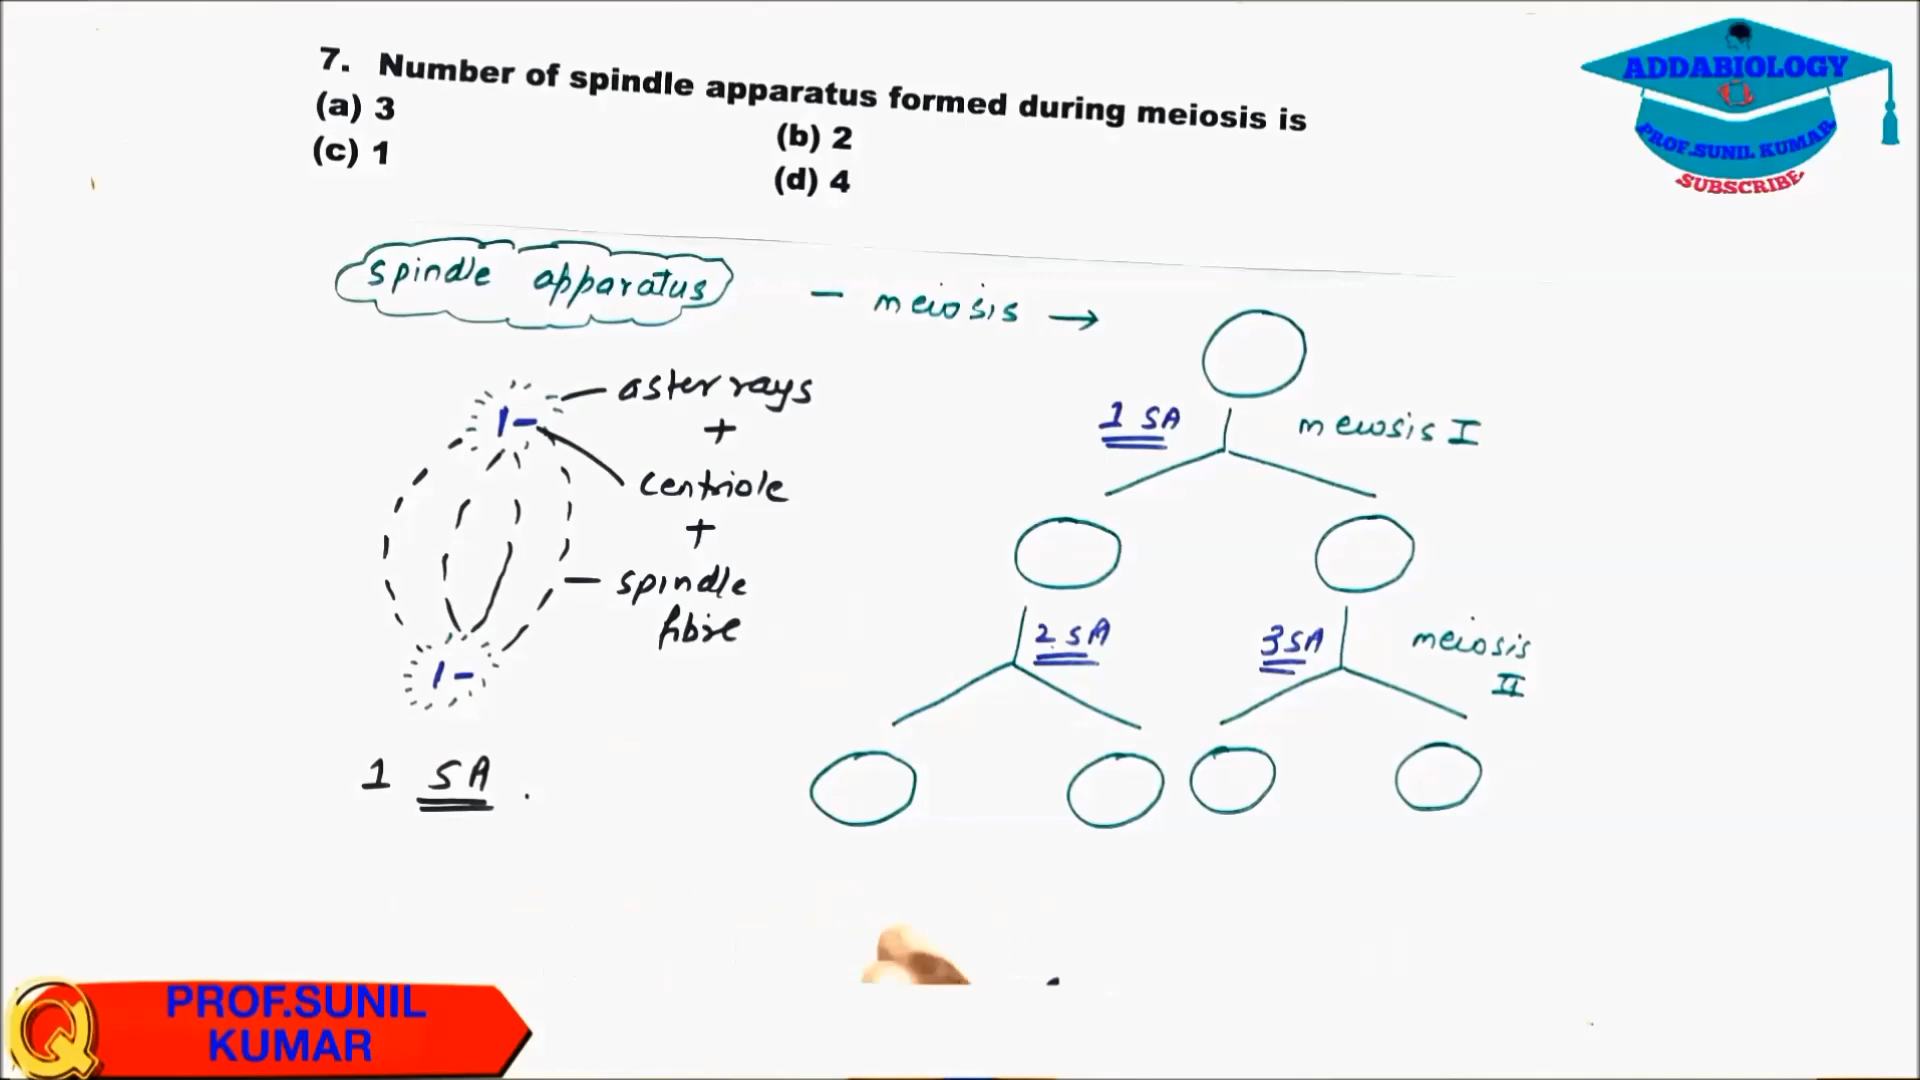 7. Number of spindle apparatus formed during meiosis is
(a) 3
(b) 2
(c) 1
(d) 4
ADDABIOLOGY
PROF.SUNIL KUMAR
SUBSCRIBE
spindle apparatus - meiosis →
aster rays
+
centriole
+
spindle
fibre
1 SA.
1 SA
meiosis I
2 SA
3 SA
meiosis
II
PROF.SUNIL
KUMAR